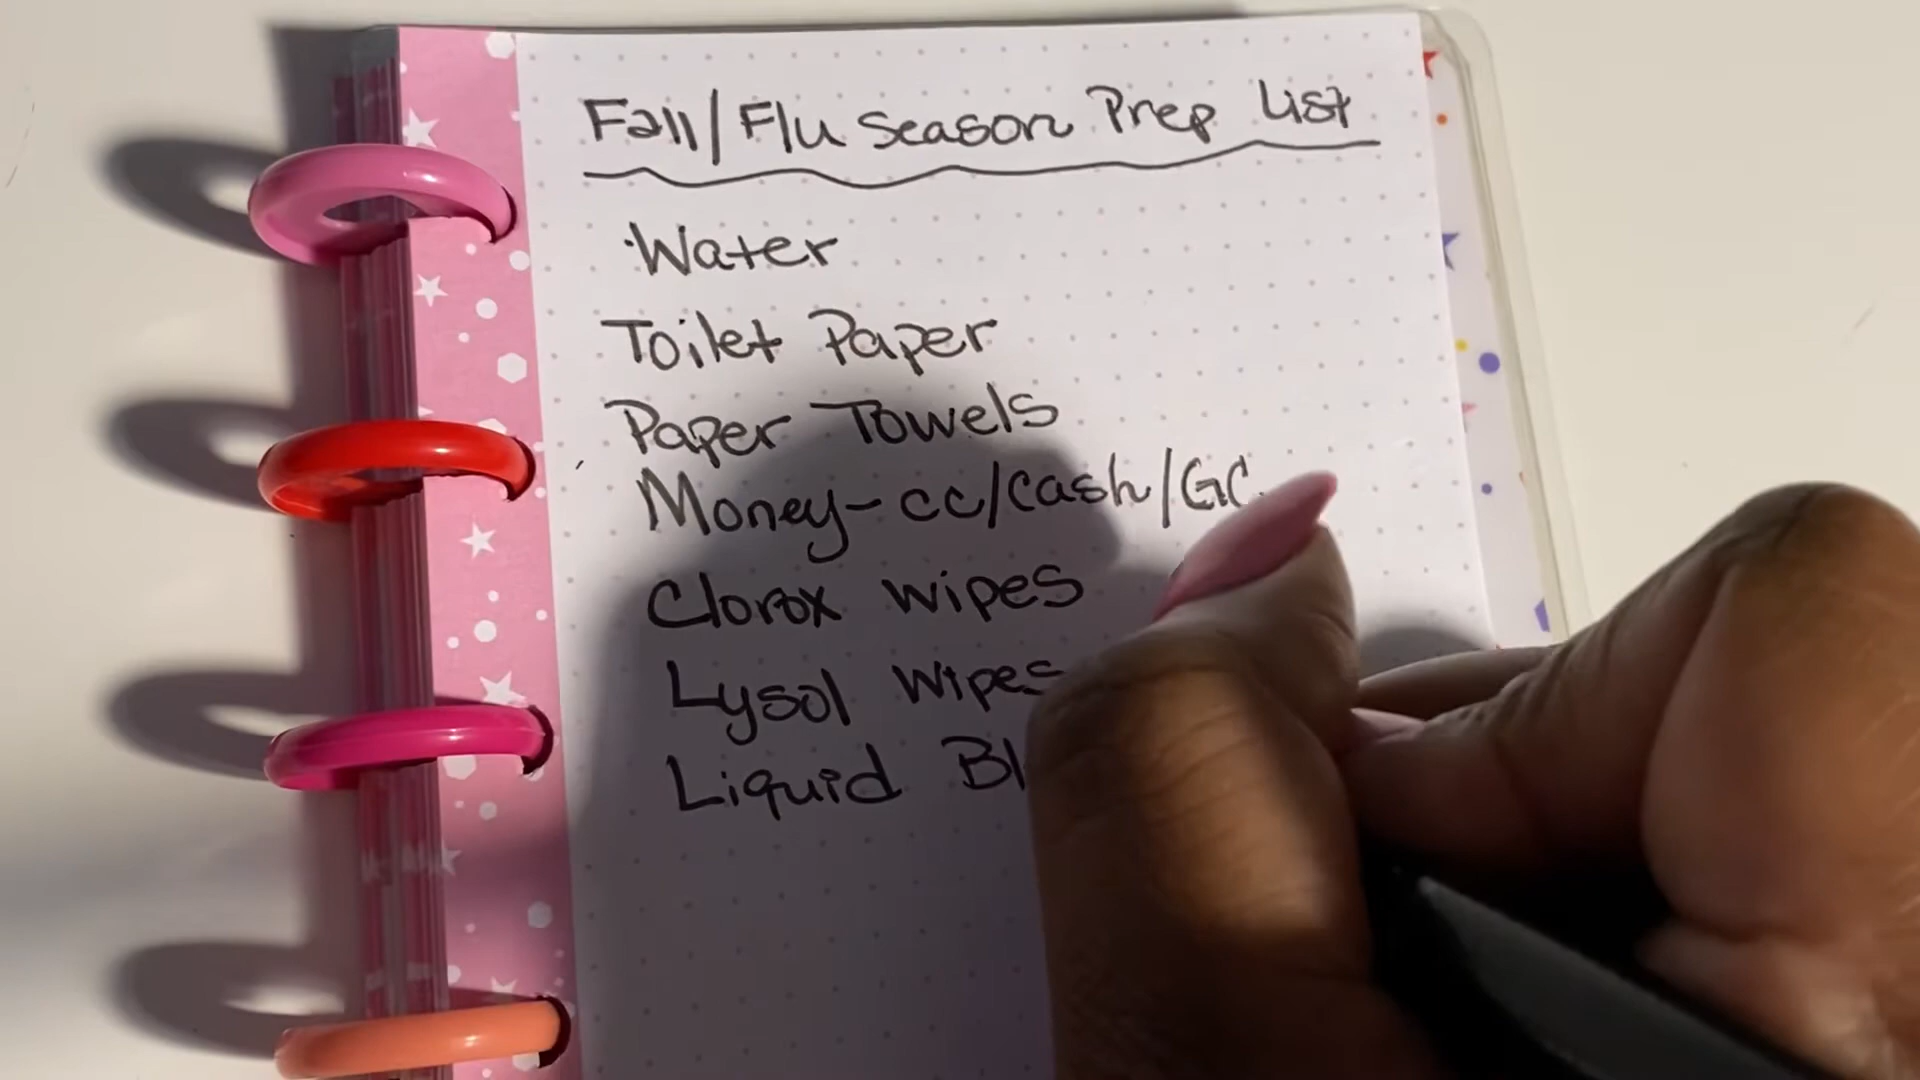 Fall/Flu Season Prep List
Water
Toilet Paper
Paper Towels
Money-cc/cash/GC
Clorox wipes
Lysol wipes
Liquid